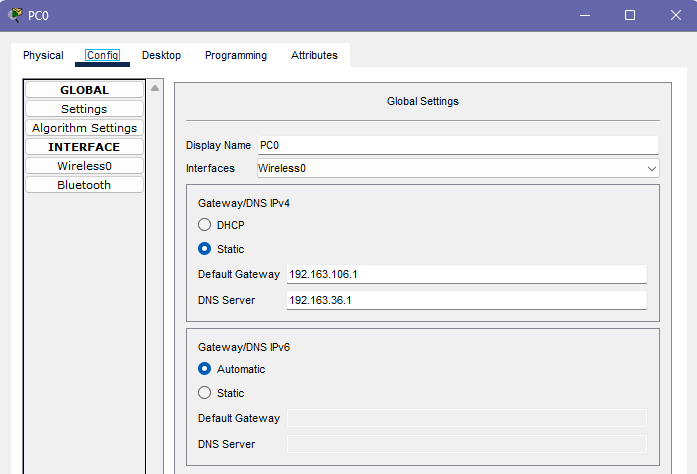 PC0
Physical Config Desktop Programming Attributes
GLOBAL
Settings
Algorithm Settings
INTERFACE
Wireless0
Bluetooth
Global Settings
Display Name PC0
Interfaces Wireless0
Gateway/DNS IPv4
DHCP
Static
Default Gateway 192.163.106.1
DNS Server 192.163.36.1
Gateway/DNS IPv6
Automatic
Static
Default Gateway
DNS Server